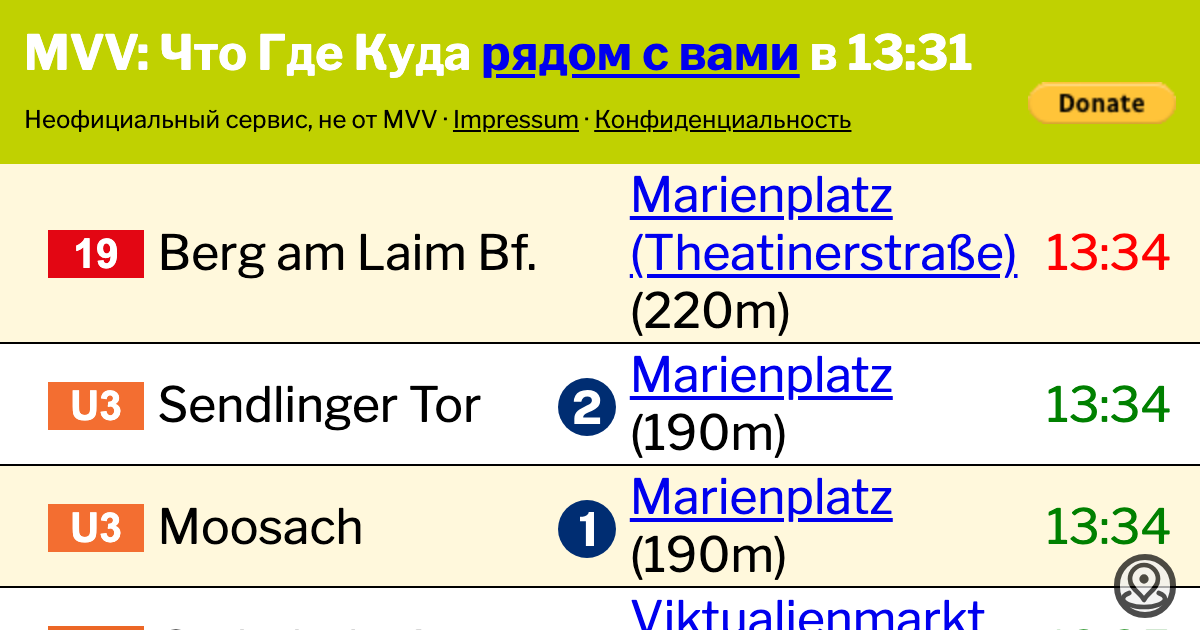 MVV: Что Где Куда рядом с вами в 13:31
Неофициальный сервис, не от MVV · Impressum · Конфиденциальность
Donate
19 Berg am Laim Bf. Marienplatz
(Theatinerstraße) 13:34
(220m)
U3 Sendlinger Tor 2 Marienplatz
(190m) 13:34
U3 Moosach 1 Marienplatz
(190m) 13:34
Viktualienmarkt